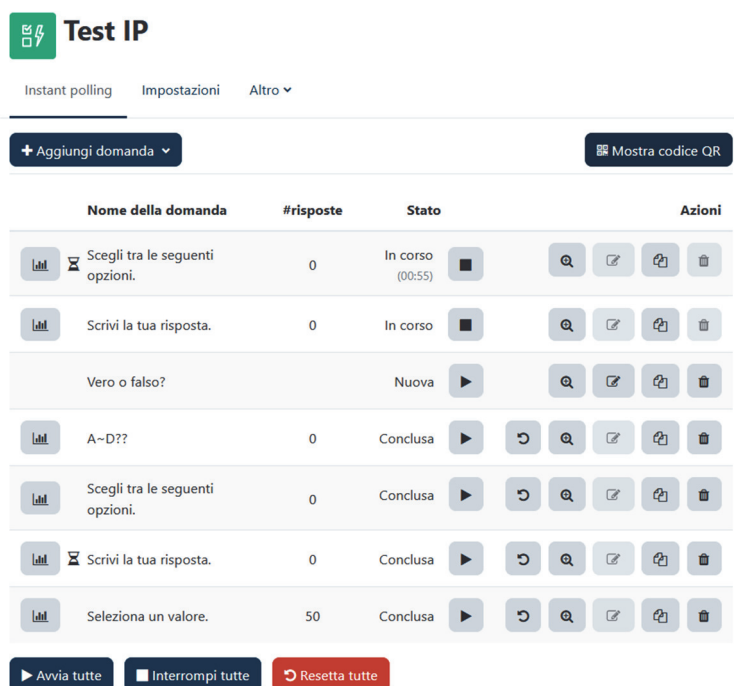 Test IP
Instant polling Impostazioni Altro
Aggiungi domanda Mostra codice QR
Nome della domanda #risposte Stato Azioni
Scegli tra le seguenti opzioni. 0 In corso (00:55)
Scrivi la tua risposta. 0 In corso
Vero o falso? Nuova
A~D?? 0 Conclusa
Scegli tra le seguenti opzioni. 0 Conclusa
Scrivi la tua risposta. 0 Conclusa
Seleziona un valore. 50 Conclusa
Avvia tutte Interrompi tutte Resetta tutte